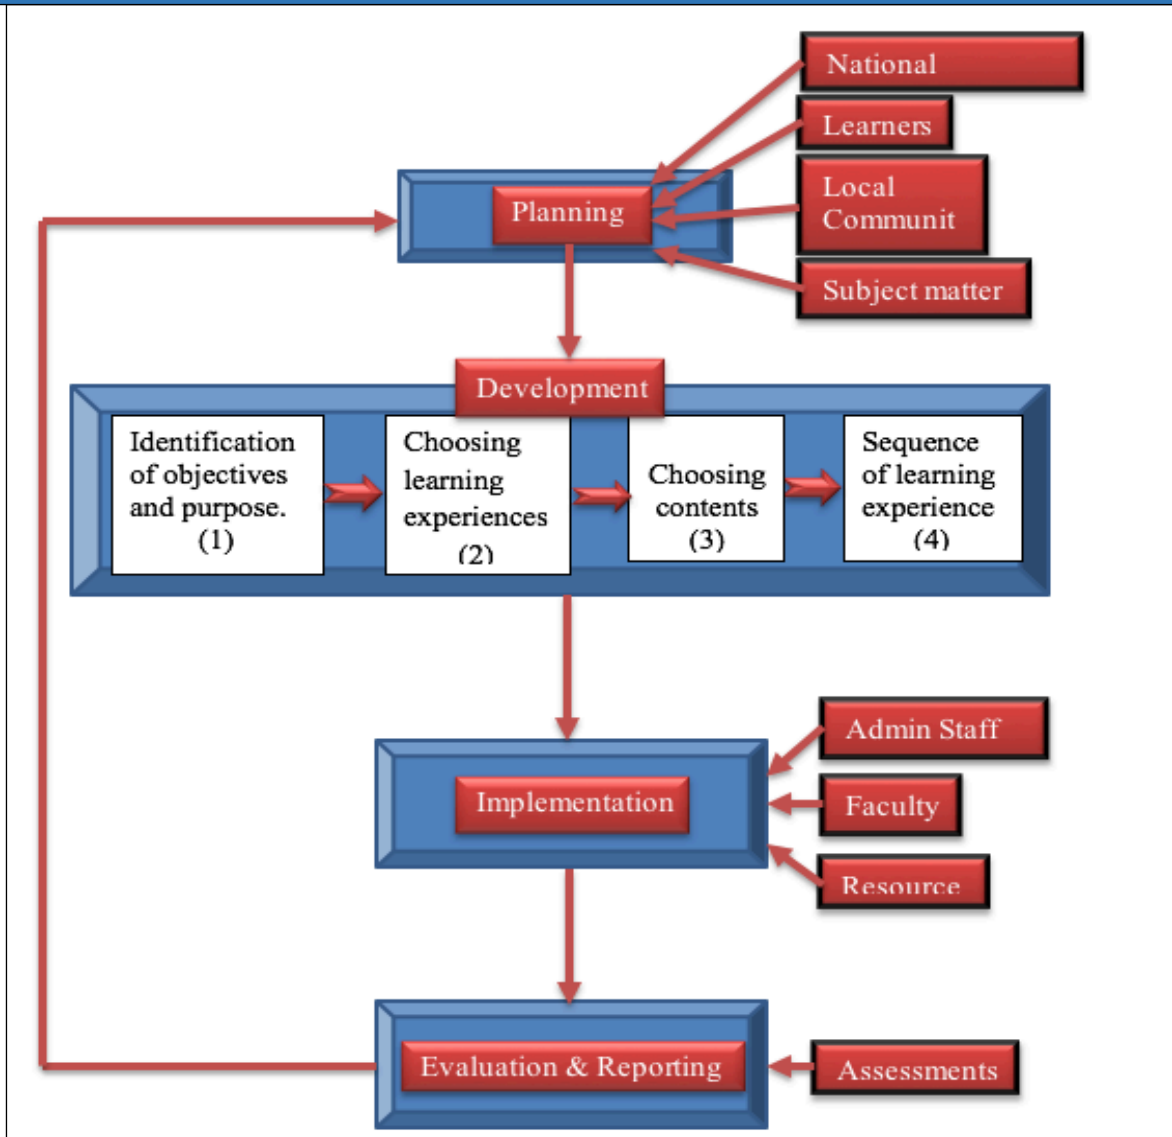 National
Learners
Local
Communit
Planning
Subject matter
Development
Identification
of objectives
and purpose.
(1)
Choosing
learning
experiences
(2)
Choosing
contents
(3)
Sequence
of learning
experience
(4)
Admin Staff
Implementation
Faculty
Resource
Evaluation & Reporting
Assessments